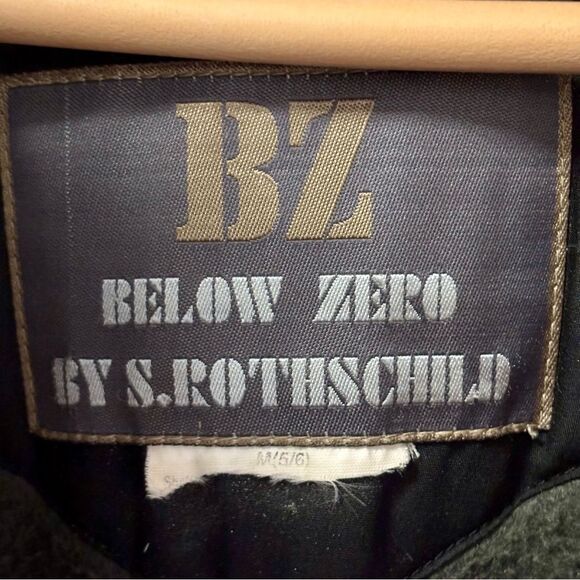 BZ
BELOW ZERO
BY S.ROTHSCHILD
M(5/6)